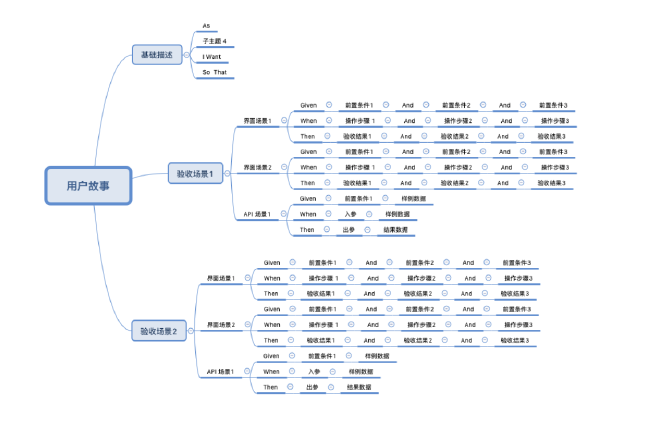 As
子主题 4
基础描述
I Want
So That
Given 前置条件1 And 前置条件2 And 前置条件3
界面场景1 When 操作步骤 1 And 操作步骤2 And 操作步骤3
Then 验收结果1 And 验收结果2 And 验收结果3
Given 前置条件1 And 前置条件2 And 前置条件3
界面场景2 When 操作步骤 1 And 操作步骤2 And 操作步骤3
验收场景1
用户故事
Then 验收结果1 And 验收结果2 And 验收结果3
Given 前置条件1 样例数据
API 场景1 When 入参 样例数据
Then 出参 结果数据
Given 前置条件1 And 前置条件2 And 前置条件3
界面场景1 When 操作步骤 1 And 操作步骤2 And 操作步骤3
Then 验收结果1 And 验收结果2 And 验收结果3
Given 前置条件1 And 前置条件2 And 前置条件3
界面场景2 When 操作步骤 1 And 操作步骤2 And 操作步骤3
验收场景2
Then 验收结果1 And 验收结果2 And 验收结果3
Given 前置条件1 样例数据
API 场景1 When 入参 样例数据
Then 出参 结果数据